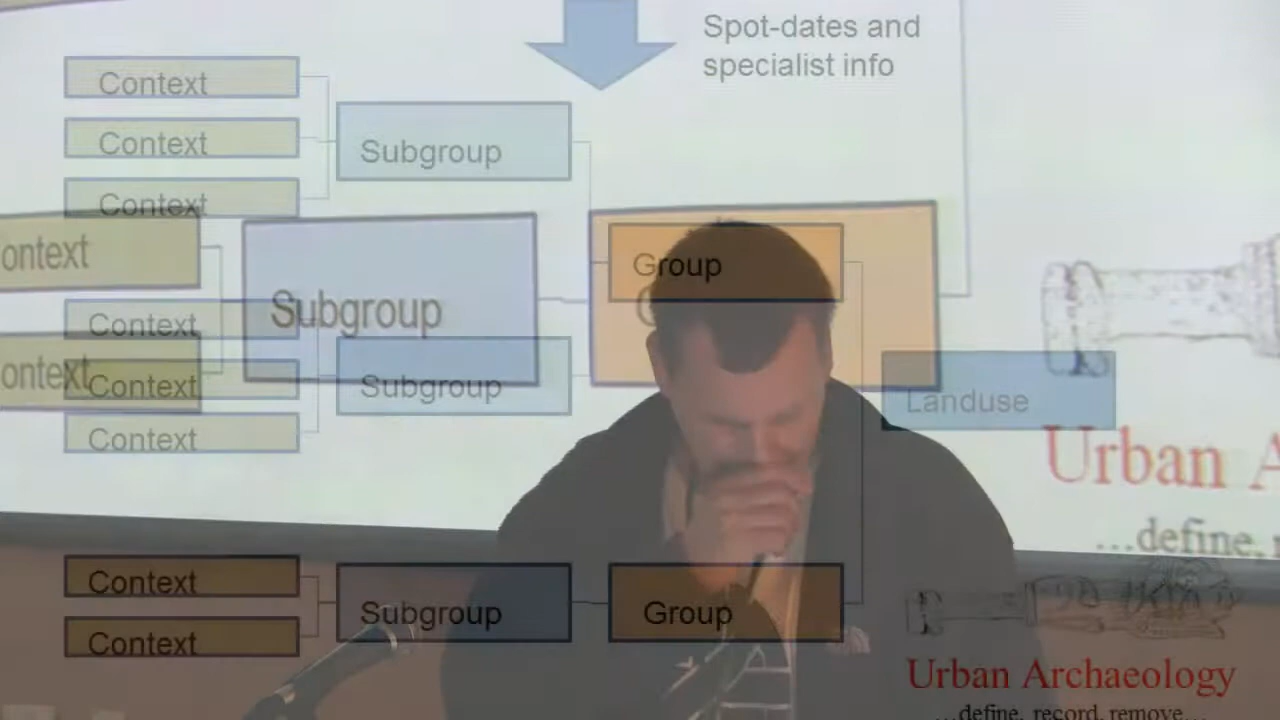 Spot-dates and
specialist info
Context
Context
Context
Subgroup
ontext
Subgroup
Group
Context
ontext
Context
Context
Subgroup
Landuse
Urban A
...define, r
Context
Context
Subgroup
Group
Urban Archaeology
...define, record, remove...